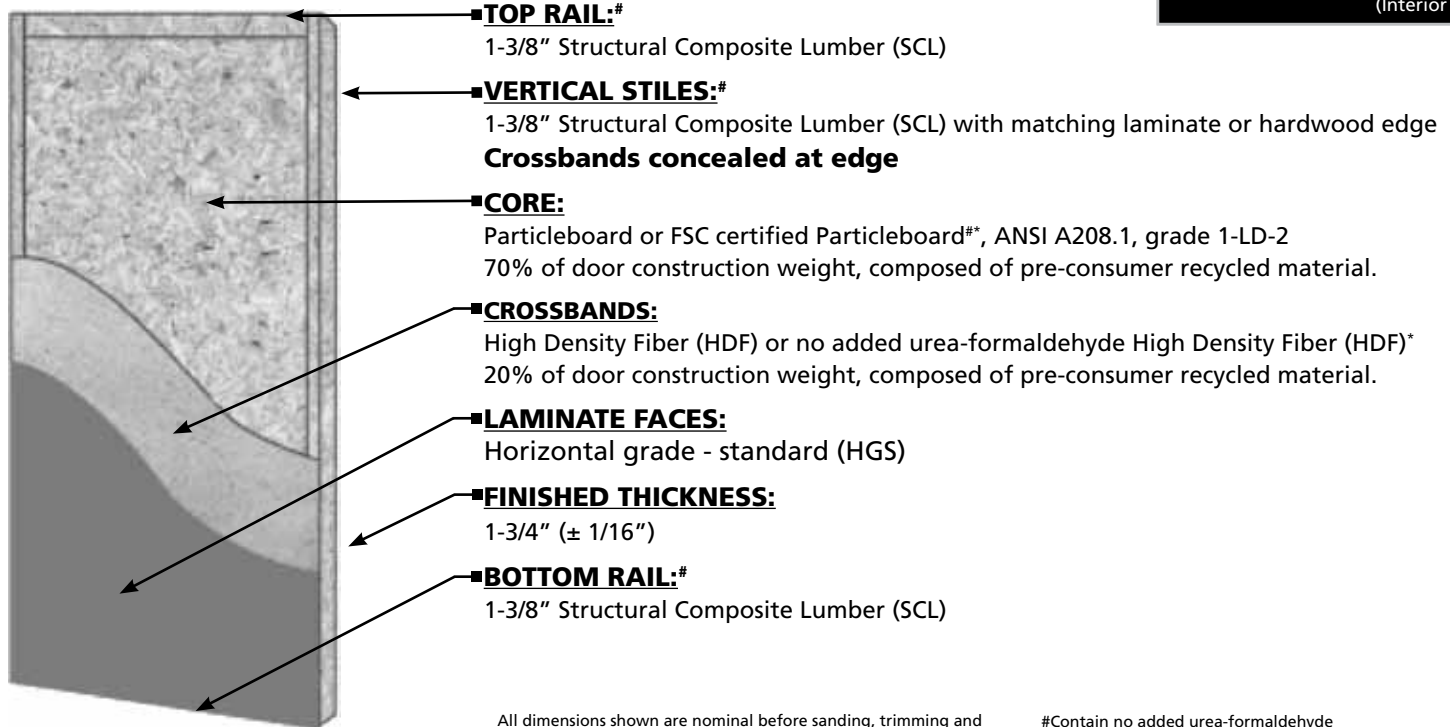 (Interior
TOP RAIL:#
1-3/8” Structural Composite Lumber (SCL)
VERTICAL STILES:#
1-3/8” Structural Composite Lumber (SCL) with matching laminate or hardwood edge
Crossbands concealed at edge
CORE:
Particleboard or FSC certified Particleboard#*, ANSI A208.1, grade 1-LD-2
70% of door construction weight, composed of pre-consumer recycled material.
CROSSBANDS:
High Density Fiber (HDF) or no added urea-formaldehyde High Density Fiber (HDF)*
20% of door construction weight, composed of pre-consumer recycled material.
LAMINATE FACES:
Horizontal grade - standard (HGS)
FINISHED THICKNESS:
1-3/4” (± 1/16”)
BOTTOM RAIL:#
1-3/8” Structural Composite Lumber (SCL)
All dimensions shown are nominal before sanding, trimming and
#Contain no added urea-formaldehyde